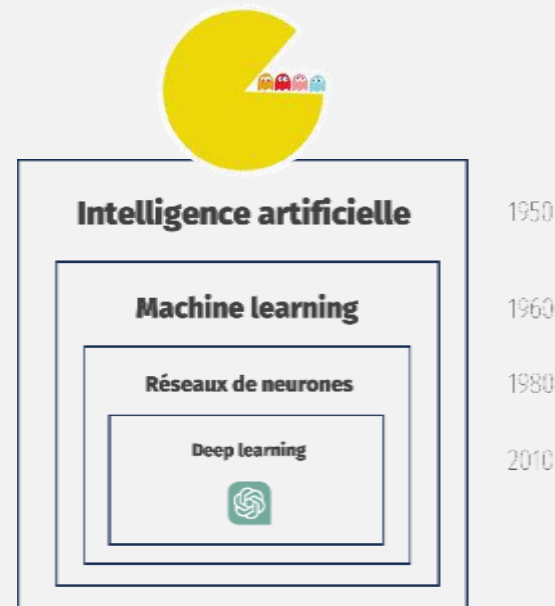 Intelligence artificielle 1950
Machine learning 1960
Réseaux de neurones 1980
Deep learning 2010